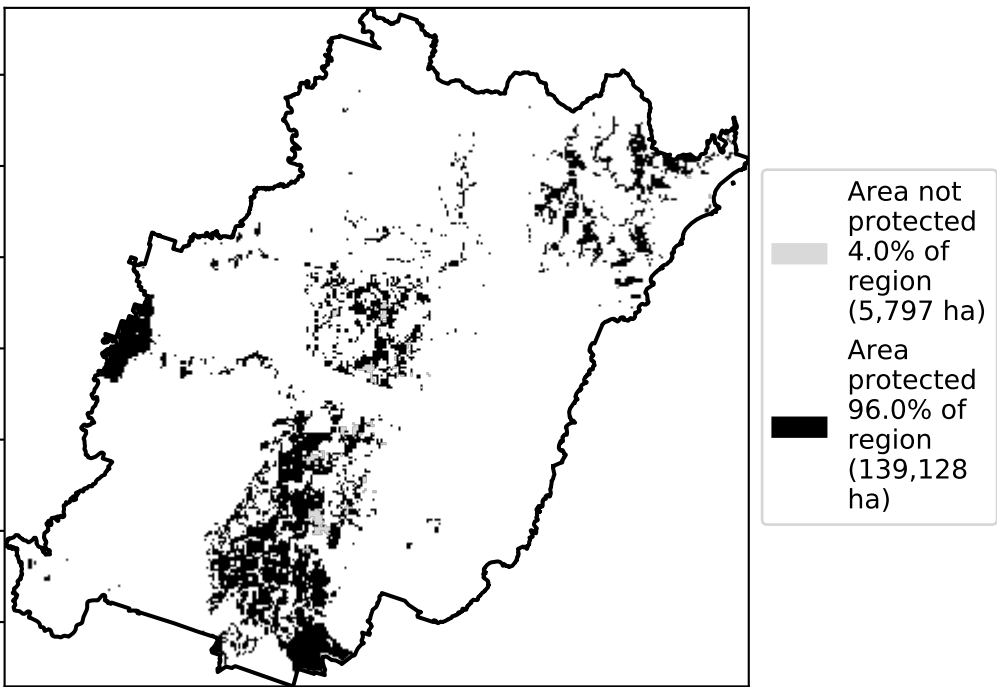 Area not
protected
4.0% of
region
(5,797 ha)
Area
protected
96.0% of
region
(139,128
ha)